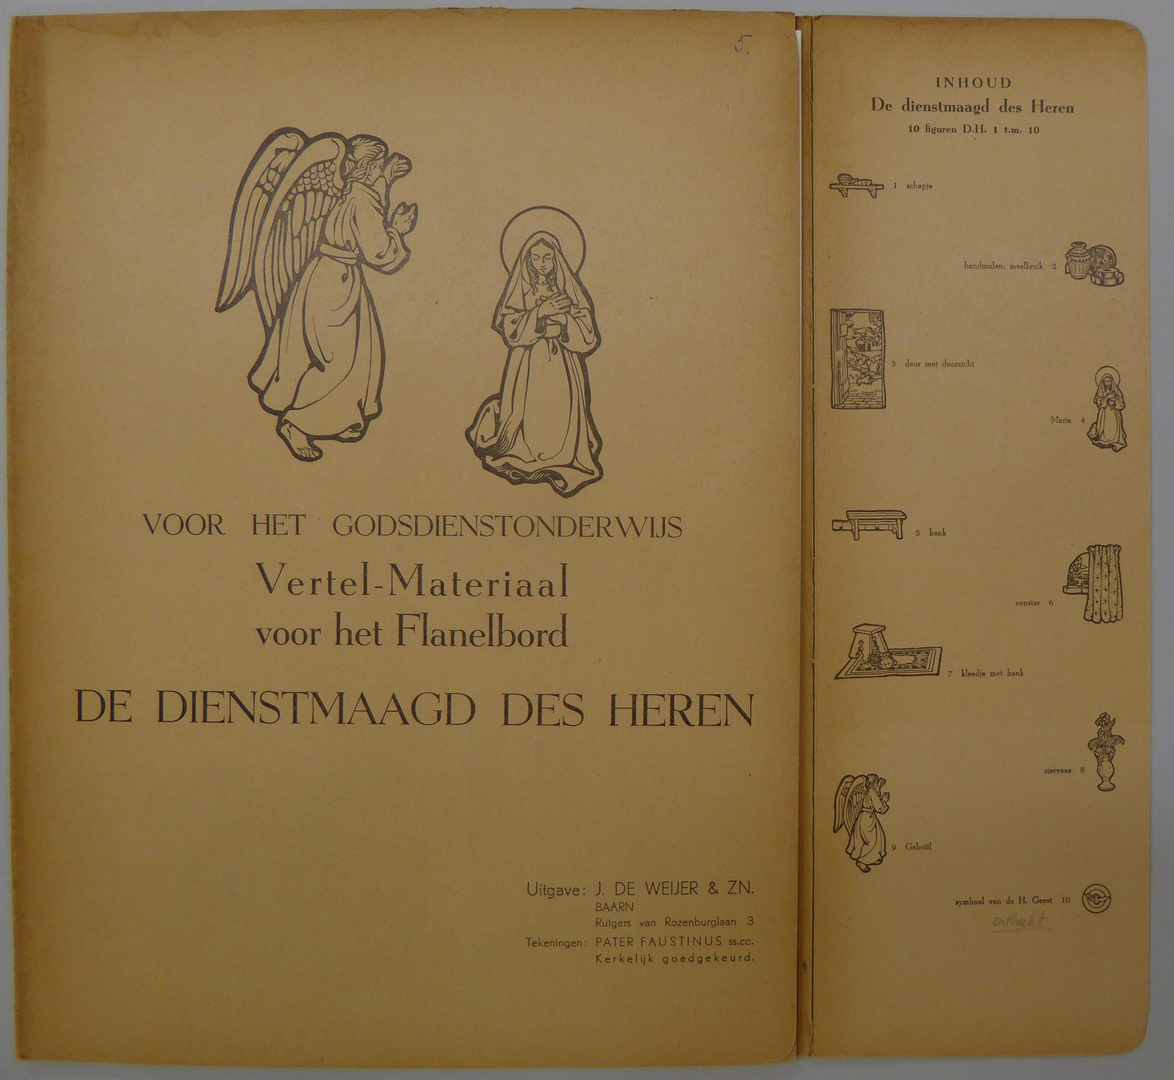 5.
VOOR HET GODSDIENSTONDERWIJS
Vertel-Materiaal
voor het Flanelbord
DE DIENSTMAAGD DES HEREN
Uitgave: J. DE WEIJER & ZN.
BAARN
Rutgers van Rozenburglaan 3
Tekeningen: PATER FAUSTINUS ss.cc.
Kerkelijk goedgekeurd.
INHOUD
De dienstmaagd des Heren
10 figuren D.H. 1 t.m. 10
1 schapje
handmolen, meelkruik 2
3 deur met doorzicht
Maria 4
5 bank
venster 6
7 kleedje met bank
siervaas 8
9 Gabriël
symbool van de H. Geest 10
ontbreekt